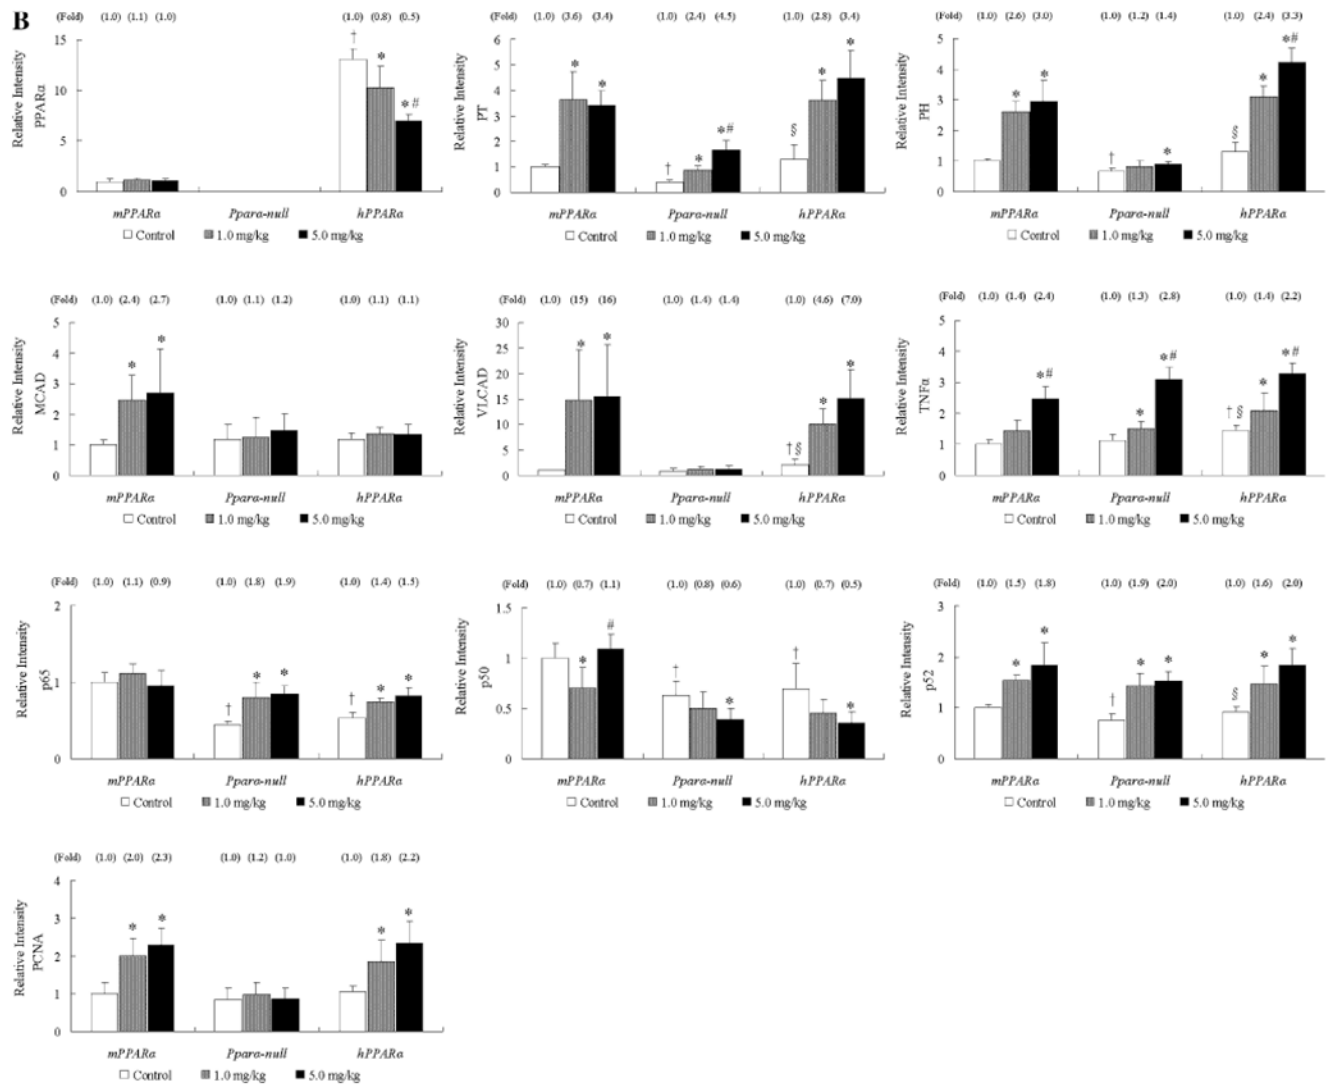 B
(Fold) (1.0) (1.1) (1.0) (1.0) (0.8) (0.5)
Relative Intensity
PPARα
15
10
5
0
†
*
*#
mPPARα Ppara-null hPPARα
Control 1.0 mg/kg 5.0 mg/kg
(Fold) (1.0) (3.6) (3.4) (1.0) (2.4) (4.5) (1.0) (2.8) (3.4)
Relative Intensity
PT
6
5
4
3
2
1
0
* * † * *# § * *
mPPARα Ppara-null hPPARα
Control 1.0 mg/kg 5.0 mg/kg
(Fold) (1.0) (2.6) (3.0) (1.0) (1.2) (1.4) (1.0) (2.4) (3.3)
Relative Intensity
PH
5
4
3
2
1
0
* * † * § * *#
mPPARα Ppara-null hPPARα
Control 1.0 mg/kg 5.0 mg/kg
(Fold) (1.0) (2.4) (2.7) (1.0) (1.1) (1.2) (1.0) (1.1) (1.1)
Relative Intensity
MCAD
5
4
3
2
1
0
* *
mPPARα Ppara-null hPPARα
Control 1.0 mg/kg 5.0 mg/kg
(Fold) (1.0) (15) (16) (1.0) (1.4) (1.4) (1.0) (4.6) (7.0)
Relative Intensity
VLCAD
30
25
20
15
10
5
0
* * †§ * *
mPPARα Ppara-null hPPARα
Control 1.0 mg/kg 5.0 mg/kg
(Fold) (1.0) (1.4) (2.4) (1.0) (1.3) (2.8) (1.0) (1.4) (2.2)
Relative Intensity
TNFα
5
4
3
2
1
0
*# * *# †§ * *#
mPPARα Ppara-null hPPARα
Control 1.0 mg/kg 5.0 mg/kg
(Fold) (1.0) (1.1) (0.9) (1.0) (1.8) (1.9) (1.0) (1.4) (1.5)
Relative Intensity
p65
2
1
0
† * * † * *
mPPARα Ppara-null hPPARα
Control 1.0 mg/kg 5.0 mg/kg
(Fold) (1.0) (0.7) (1.1) (1.0) (0.8) (0.6) (1.0) (0.7) (0.5)
Relative Intensity
p50
1.5
1
0.5
0
* # † * † *
mPPARα Ppara-null hPPARα
Control 1.0 mg/kg 5.0 mg/kg
(Fold) (1.0) (1.5) (1.8) (1.0) (1.9) (2.0) (1.0) (1.6) (2.0)
Relative Intensity
p52
3
2
1
0
* * † * * § * *
mPPARα Ppara-null hPPARα
Control 1.0 mg/kg 5.0 mg/kg
(Fold) (1.0) (2.0) (2.3) (1.0) (1.2) (1.0) (1.0) (1.8) (2.2)
Relative Intensity
PCNA
4
3
2
1
0
* * * *
mPPARα Ppara-null hPPARα
Control 1.0 mg/kg 5.0 mg/kg